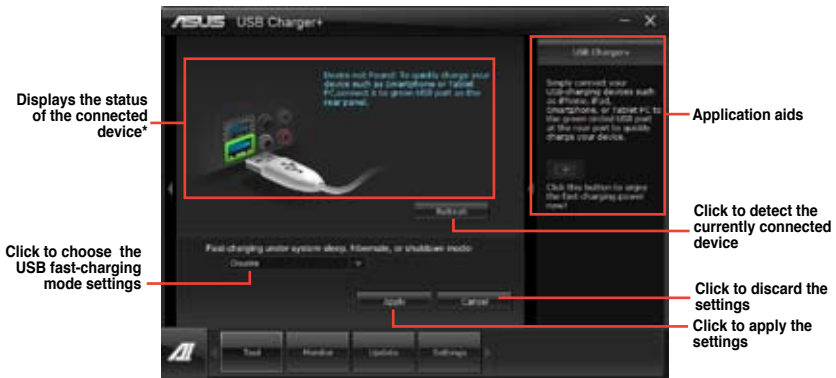 ASUS USB Charger+
Device not Found! To quickly charge your
device such as Smartphone or Tablet
PC,connect it to green USB port as the
rear panel.
USB Charger+
Simply connect your
USB-charging devices such
as iPhone, iPad,
Smartphone, or Tablet PC to
the green circled USB port
at the rear port to quickly
charge your device.
Click this button to enjoy
the fast-charging power
now!
Refresh
Fast-charging under system sleep, hibernate, or shutdown mode:
Disable
Apply
Cancel
Tool
Monitor
Update
Settings
Displays the status
of the connected
device*
Click to choose the
USB fast-charging
mode settings
Application aids
Click to detect the
currently connected
device
Click to discard the
settings
Click to apply the
settings